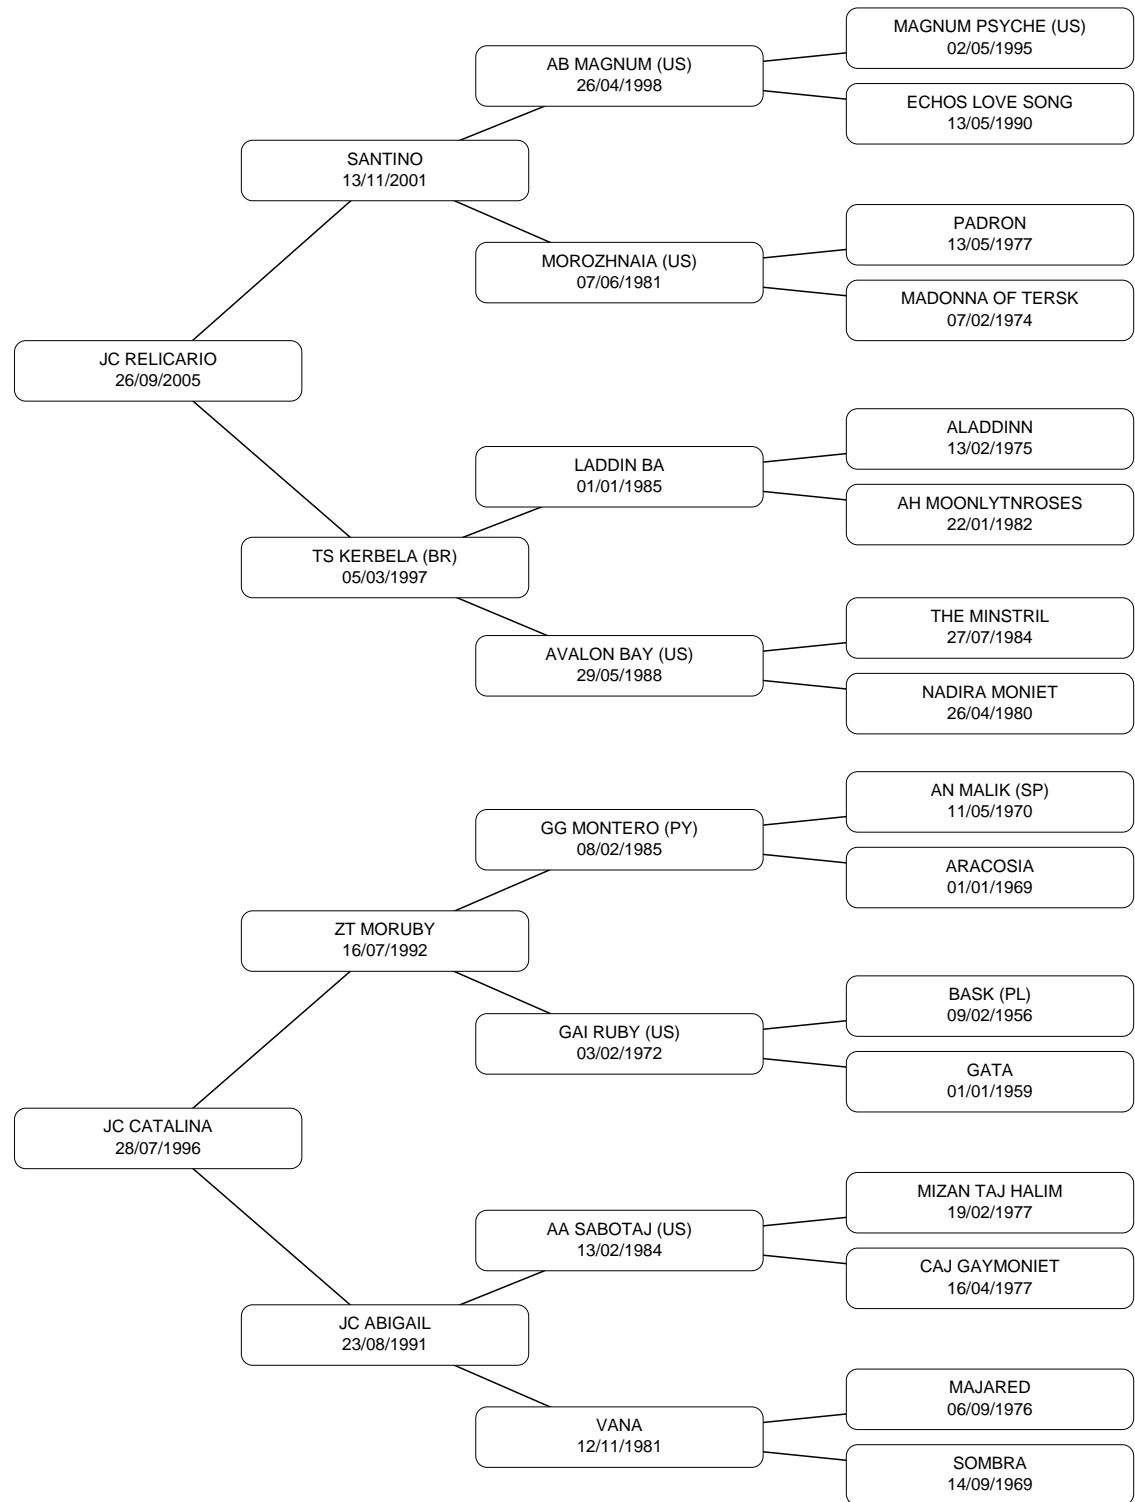 MAGNUM PSYCHE (US)
02/05/1995
AB MAGNUM (US)
26/04/1998
ECHOS LOVE SONG
13/05/1990
SANTINO
13/11/2001
PADRON
13/05/1977
MOROZHNAIA (US)
07/06/1981
MADONNA OF TERSK
07/02/1974
JC RELICARIO
26/09/2005
ALADDINN
13/02/1975
LADDIN BA
01/01/1985
AH MOONLYTNROSES
22/01/1982
TS KERBELA (BR)
05/03/1997
THE MINSTRIL
27/07/1984
AVALON BAY (US)
29/05/1988
NADIRA MONIET
26/04/1980
AN MALIK (SP)
11/05/1970
GG MONTERO (PY)
08/02/1985
ARACOSIA
01/01/1969
ZT MORUBY
16/07/1992
BASK (PL)
09/02/1956
GAI RUBY (US)
03/02/1972
GATA
01/01/1959
JC CATALINA
28/07/1996
MIZAN TAJ HALIM
19/02/1977
AA SABOTAJ (US)
13/02/1984
CAJ GAYMONIET
16/04/1977
JC ABIGAIL
23/08/1991
MAJARED
06/09/1976
VANA
12/11/1981
SOMBRA
14/09/1969